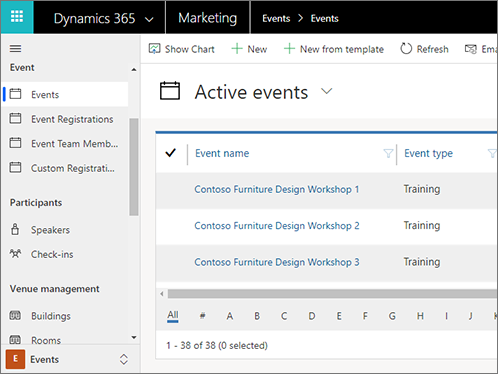 Dynamics 365 Marketing Events > Events
Show Chart + New + New from template Refresh Ema
Event
Events
Event Registrations
Event Team Memb...
Custom Registrati...
Participants
Speakers
Check-ins
Venue management
Buildings
Rooms
E Events
Active events
Event name Event type
Contoso Furniture Design Workshop 1 Training
Contoso Furniture Design Workshop 2 Training
Contoso Furniture Design Workshop 3 Training
All # A B C D E F G H I J K
1 - 38 of 38 (0 selected)